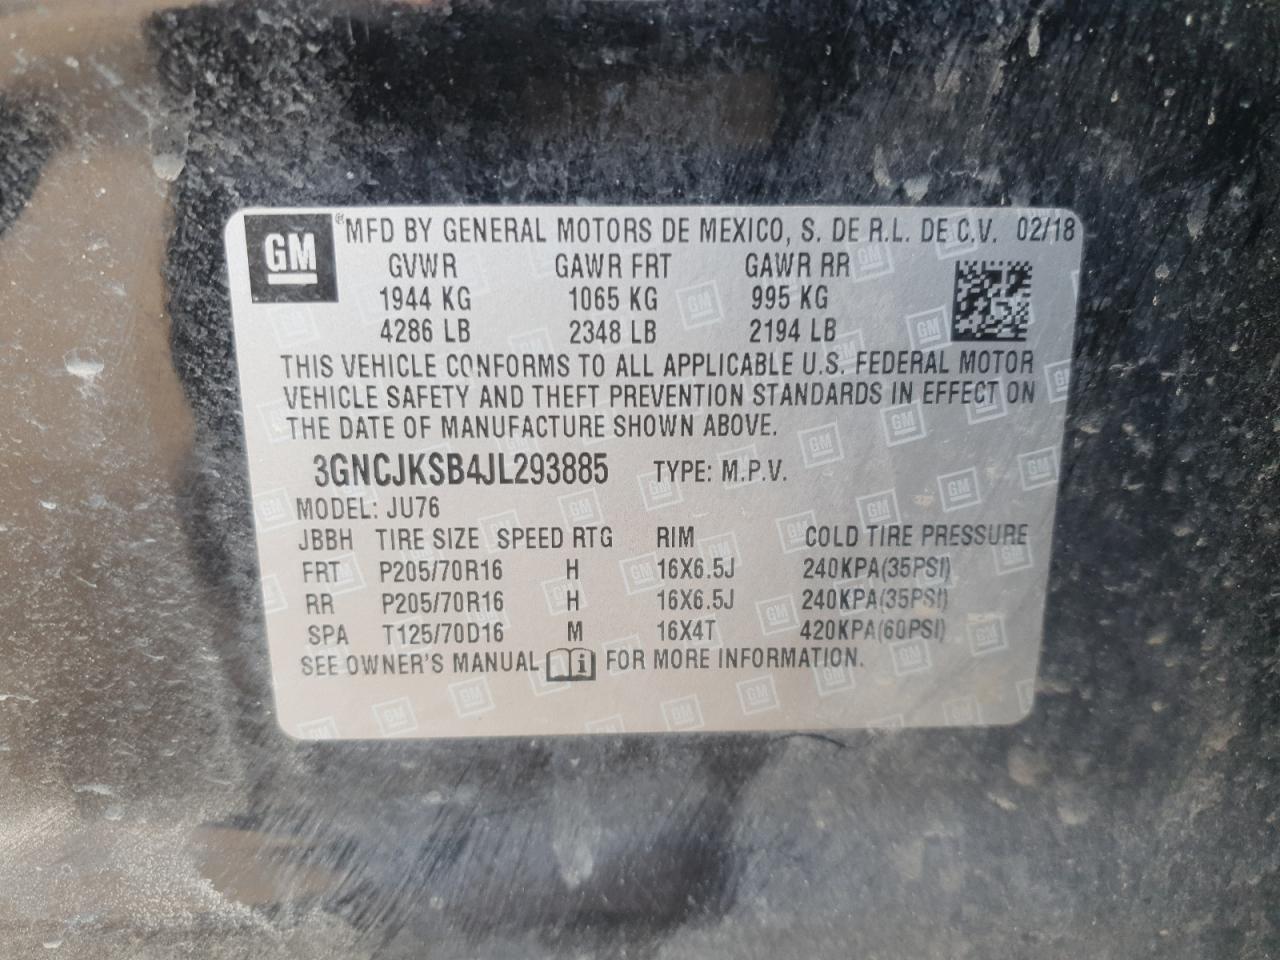 GM ® MFD BY GENERAL MOTORS DE MEXICO, S. DE R.L. DE C.V. 02/18
GVWR GAWR FRT GAWR RR
1944 KG 1065 KG 995 KG
4286 LB 2348 LB 2194 LB
THIS VEHICLE CONFORMS TO ALL APPLICABLE U.S. FEDERAL MOTOR
VEHICLE SAFETY AND THEFT PREVENTION STANDARDS IN EFFECT ON
THE DATE OF MANUFACTURE SHOWN ABOVE.
3GNCJKSB4JL293885 TYPE: M.P.V.
MODEL: JU76
JBBH TIRE SIZE SPEED RTG RIM COLD TIRE PRESSURE
FRT P205/70R16 H 16X6.5J 240KPA(35PSI)
RR P205/70R16 H 16X6.5J 240KPA(35PSI)
SPA T125/70D16 M 16X4T 420KPA(60PSI)
SEE OWNER'S MANUAL i FOR MORE INFORMATION.